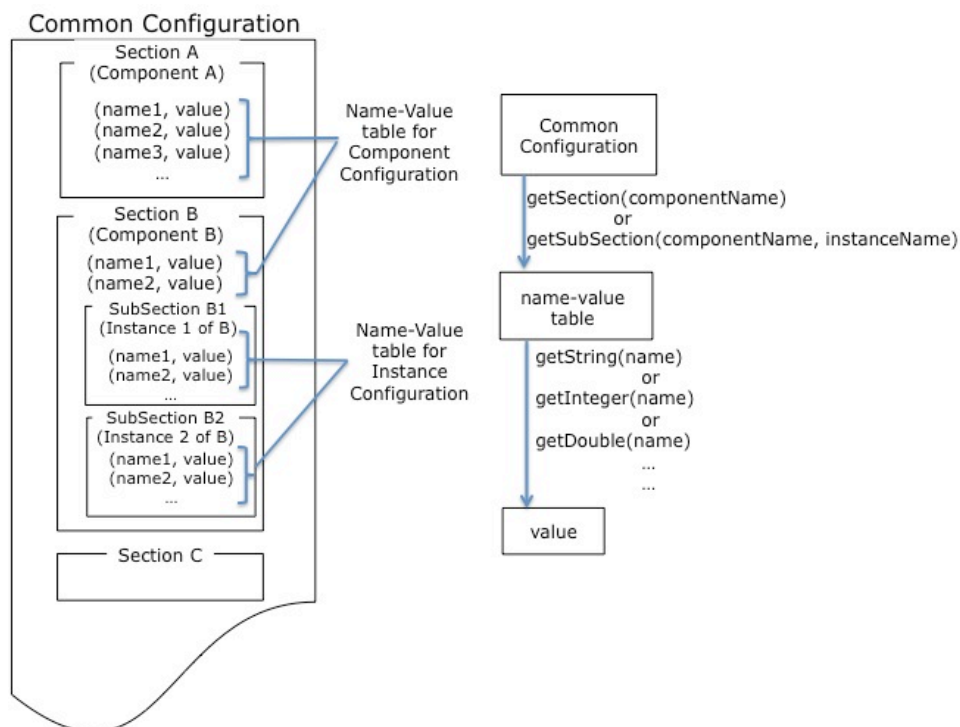 Common Configuration
Section A
(Component A)
(name1, value)
(name2, value)
(name3, value)
...
Section B
(Component B)
(name1, value)
(name2, value)
SubSection B1
(Instance 1 of B)
(name1, value)
(name2, value)
...
SubSection B2
(Instance 2 of B)
(name1, value)
(name2, value)
...
Section C
Name-Value
table for
Component
Configuration
Name-Value
table for
Instance
Configuration
Common
Configuration
getSection(componentName)
or
getSubSection(componentName, instanceName)
name-value
table
getString(name)
or
getInteger(name)
or
getDouble(name)
...
...
value